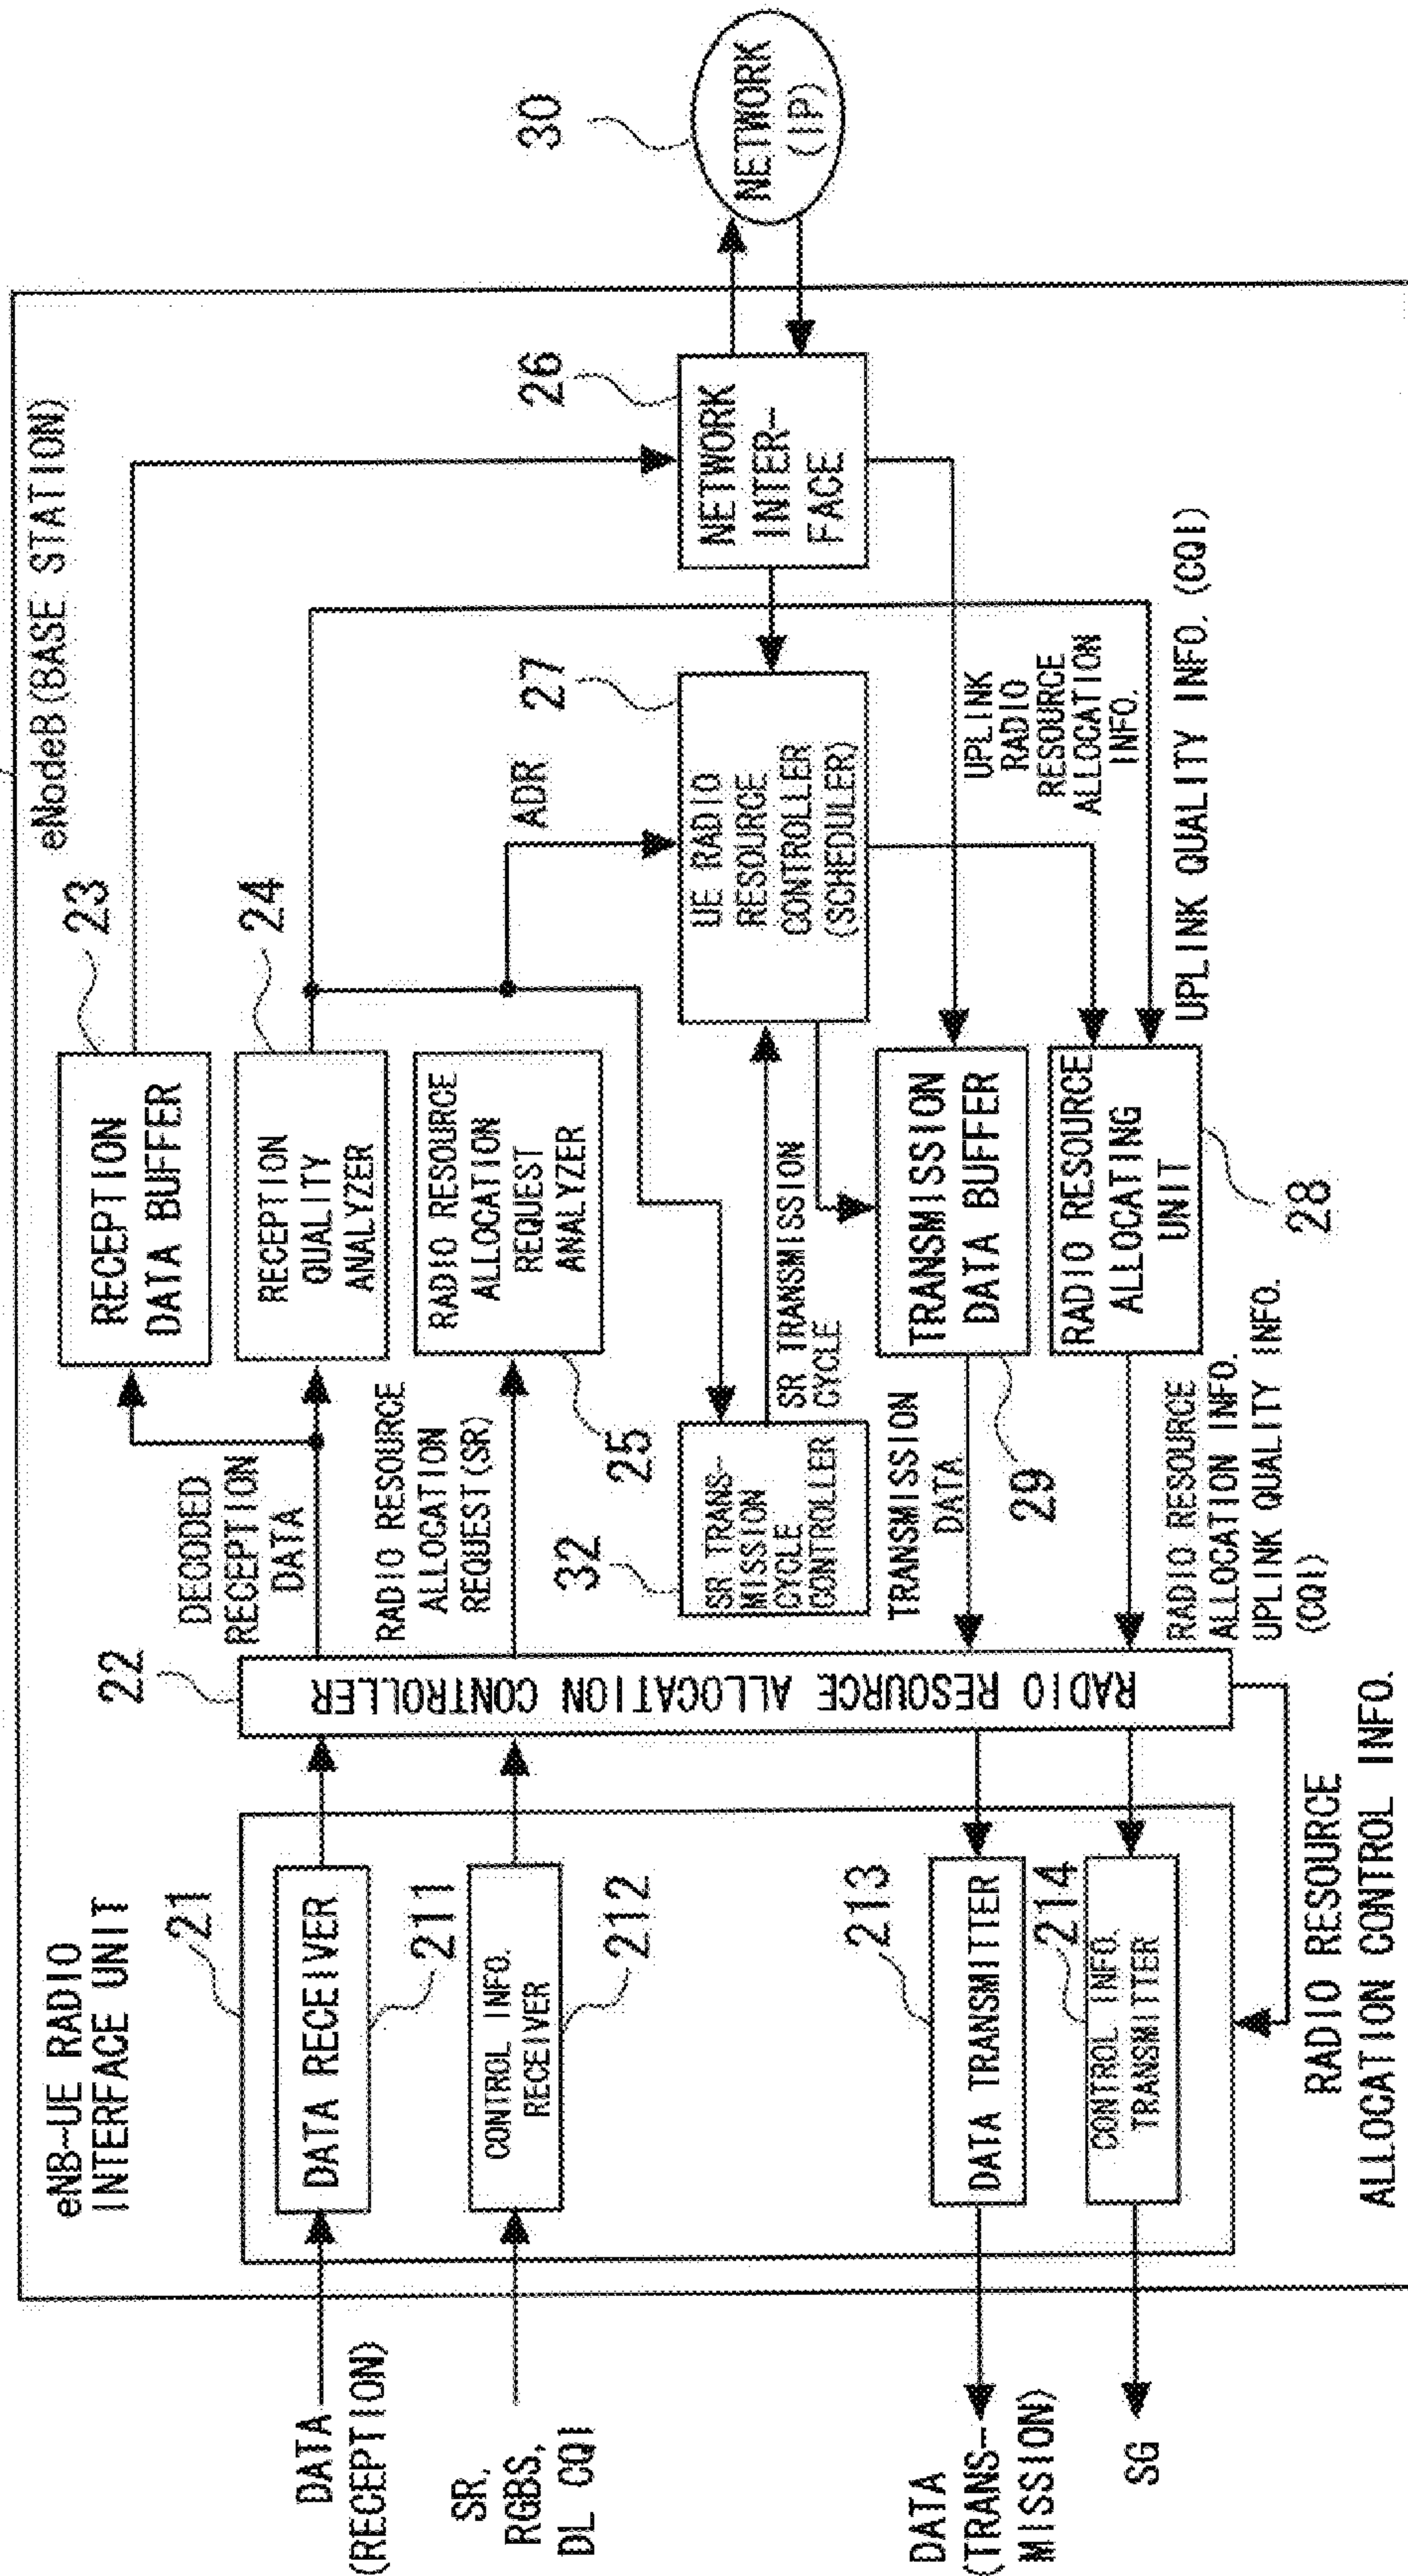 eNodeB (BASE STATION)
eNB-UE RADIO
INTERFACE UNIT
21
DATA RECEIVER
211
CONTROL INFO.
RECEIVER
212
213
DATA TRANSMITTER
214
CONTROL INFO.
TRANSMITTER
DATA
(RECEPTION)
SR,
RGBS,
DL CQI
DATA
(TRANS-
MISSION)
SG
22
RADIO RESOURCE ALLOCATION CONTROLLER
RADIO RESOURCE
ALLOCATION CONTROL INFO.
DECODED
RECEPTION
DATA
RADIO RESOURCE
ALLOCATION
REQUEST(SR)
23
RECEPTION
DATA BUFFER
24
RECEPTION
QUALITY
ANALYZER
RADIO RESOURCE
ALLOCATION
REQUEST
ANALYZER
25
32
SR TRANS-
MISSION
CYCLE
CONTROLLER
SR TRANSMISSION
CYCLE
TRANSMISSION
DATA
29
TRANSMISSION
DATA BUFFER
RADIO RESOURCE
ALLOCATING
UNIT
28
RADIO RESOURCE
ALLOCATION INFO.
UPLINK QUALITY INFO.
(CQI)
ADR
27
UE RADIO
RESOURCE
CONTROLLER
(SCHEDULER)
UPLINK
RADIO
RESOURCE
ALLOCATION
INFO.
UPLINK QUALITY INFO. (CQI)
26
NETWORK
INTER-
FACE
30
NETWORK
(IP)